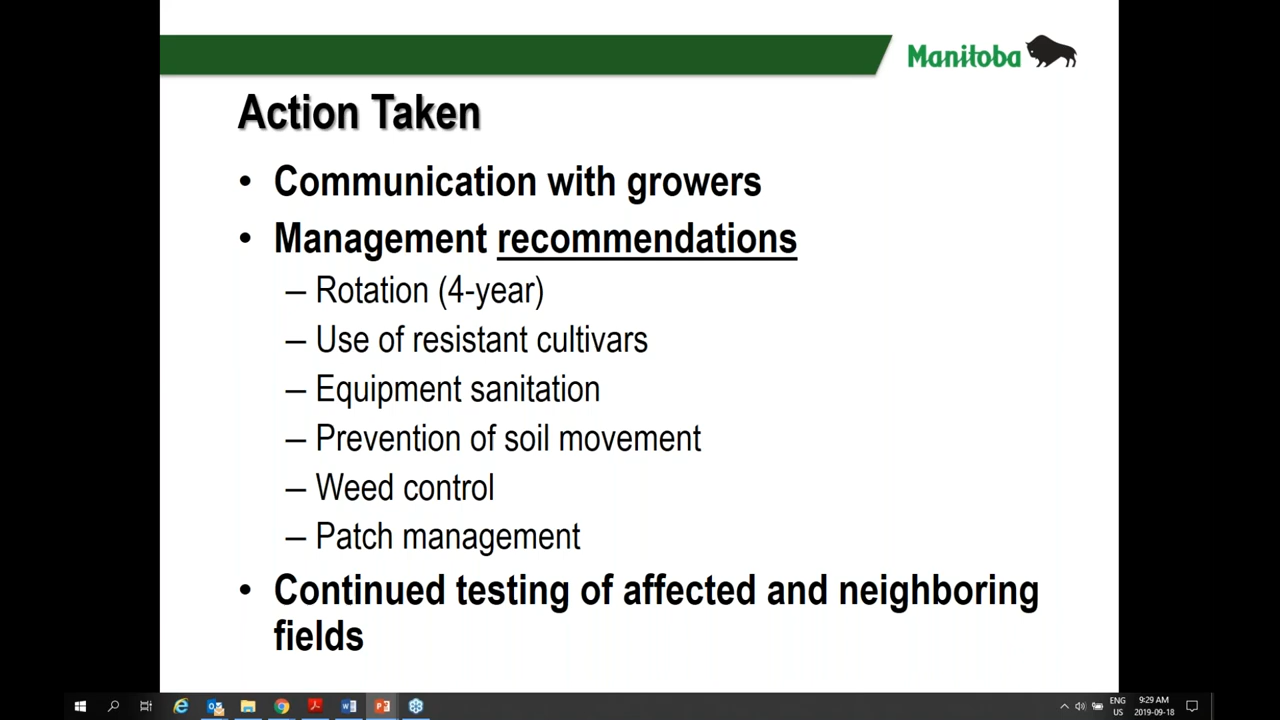 Manitoba
Action Taken
• Communication with growers
• Management recommendations
– Rotation (4-year)
– Use of resistant cultivars
– Equipment sanitation
– Prevention of soil movement
– Weed control
– Patch management
• Continued testing of affected and neighboring
fields
ENG
US
9:29 AM
2019-09-18